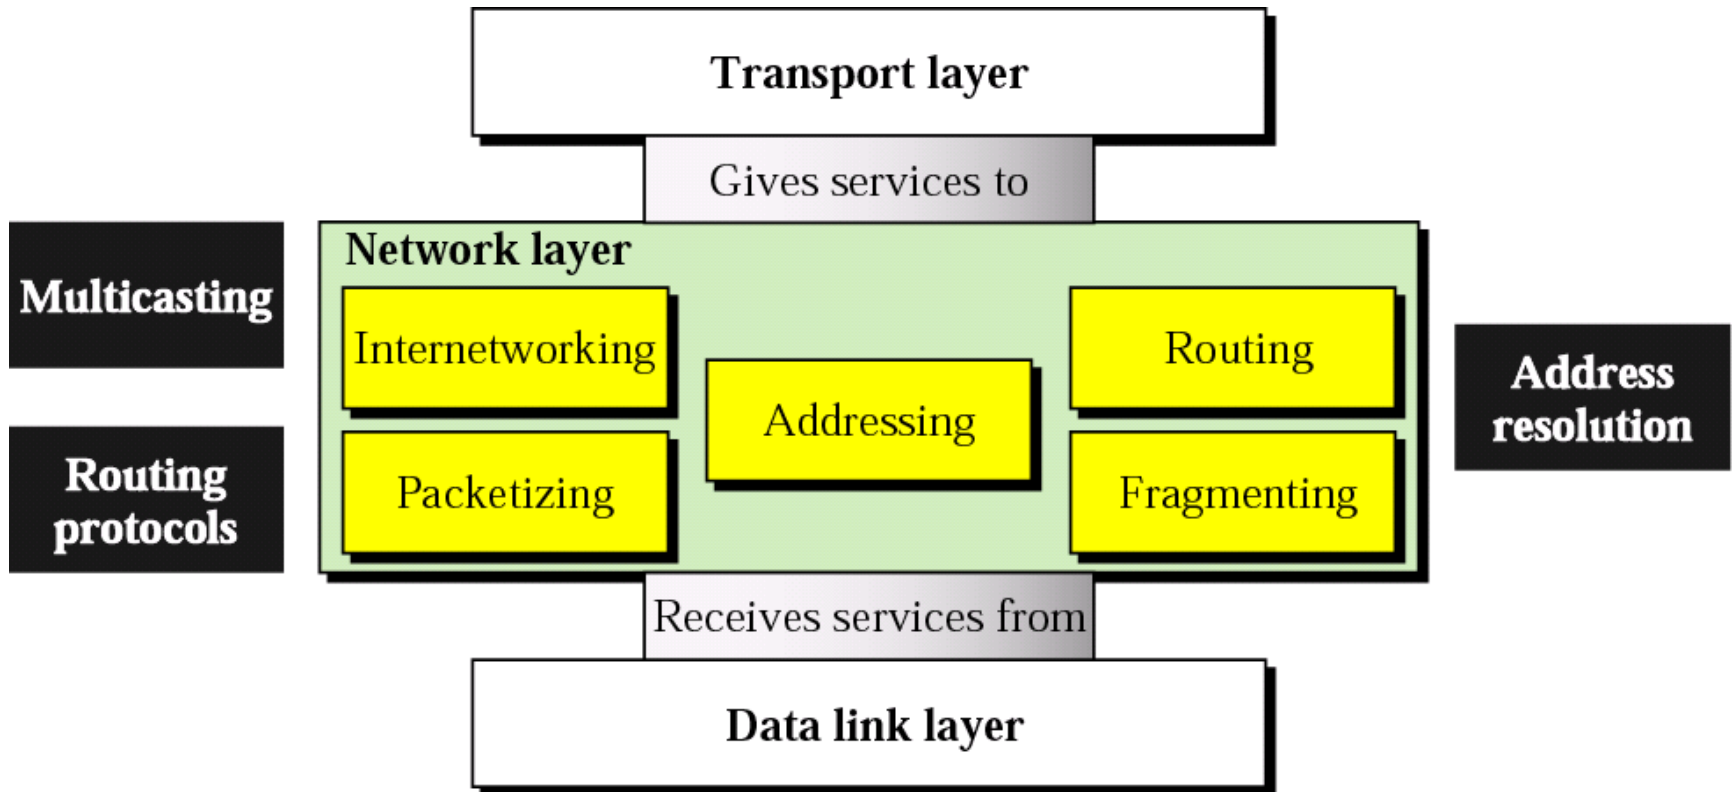 Transport layer
Gives services to
Network layer
Multicasting
Internetworking
Routing
Address
resolution
Addressing
Routing
protocols
Packetizing
Fragmenting
Receives services from
Data link layer